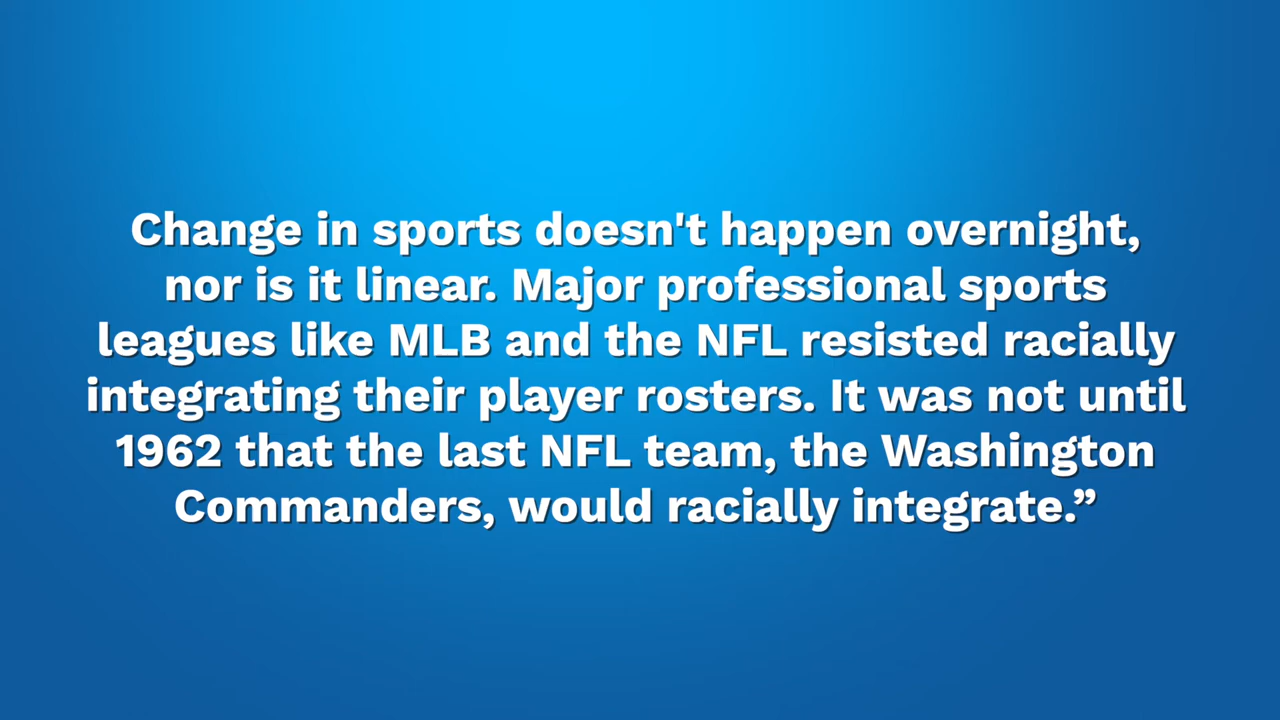 Change in sports doesn't happen overnight,
nor is it linear. Major professional sports
leagues like MLB and the NFL resisted racially
integrating their player rosters. It was not until
1962 that the last NFL team, the Washington
Commanders, would racially integrate.”